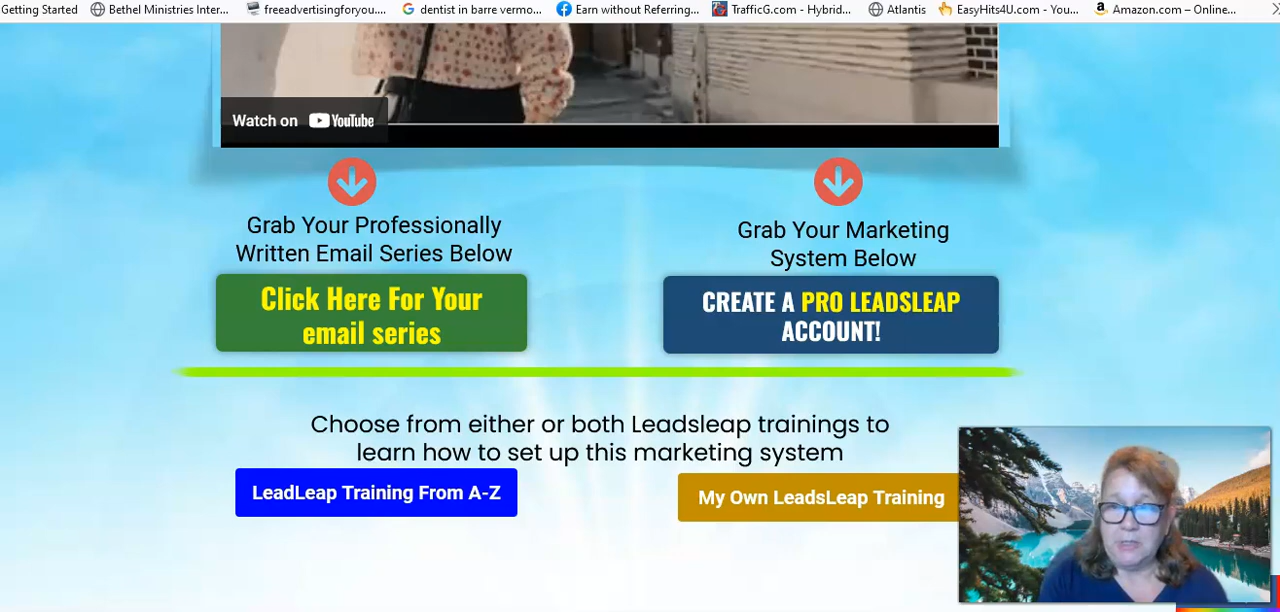 Getting Started Bethel Ministries Inter... freeadvertisingforyou.... dentist in barre vermo... Earn without Referring... TrafficG.com - Hybrid... Atlantis EasyHits4U.com - You... Amazon.com – Online...
Watch on YouTube
Grab Your Professionally
Written Email Series Below
Click Here For Your
email series
Grab Your Marketing
System Below
CREATE A PRO LEADSLEAP
ACCOUNT!
Choose from either or both Leadsleap trainings to
learn how to set up this marketing system
LeadLeap Training From A-Z
My Own LeadsLeap Training